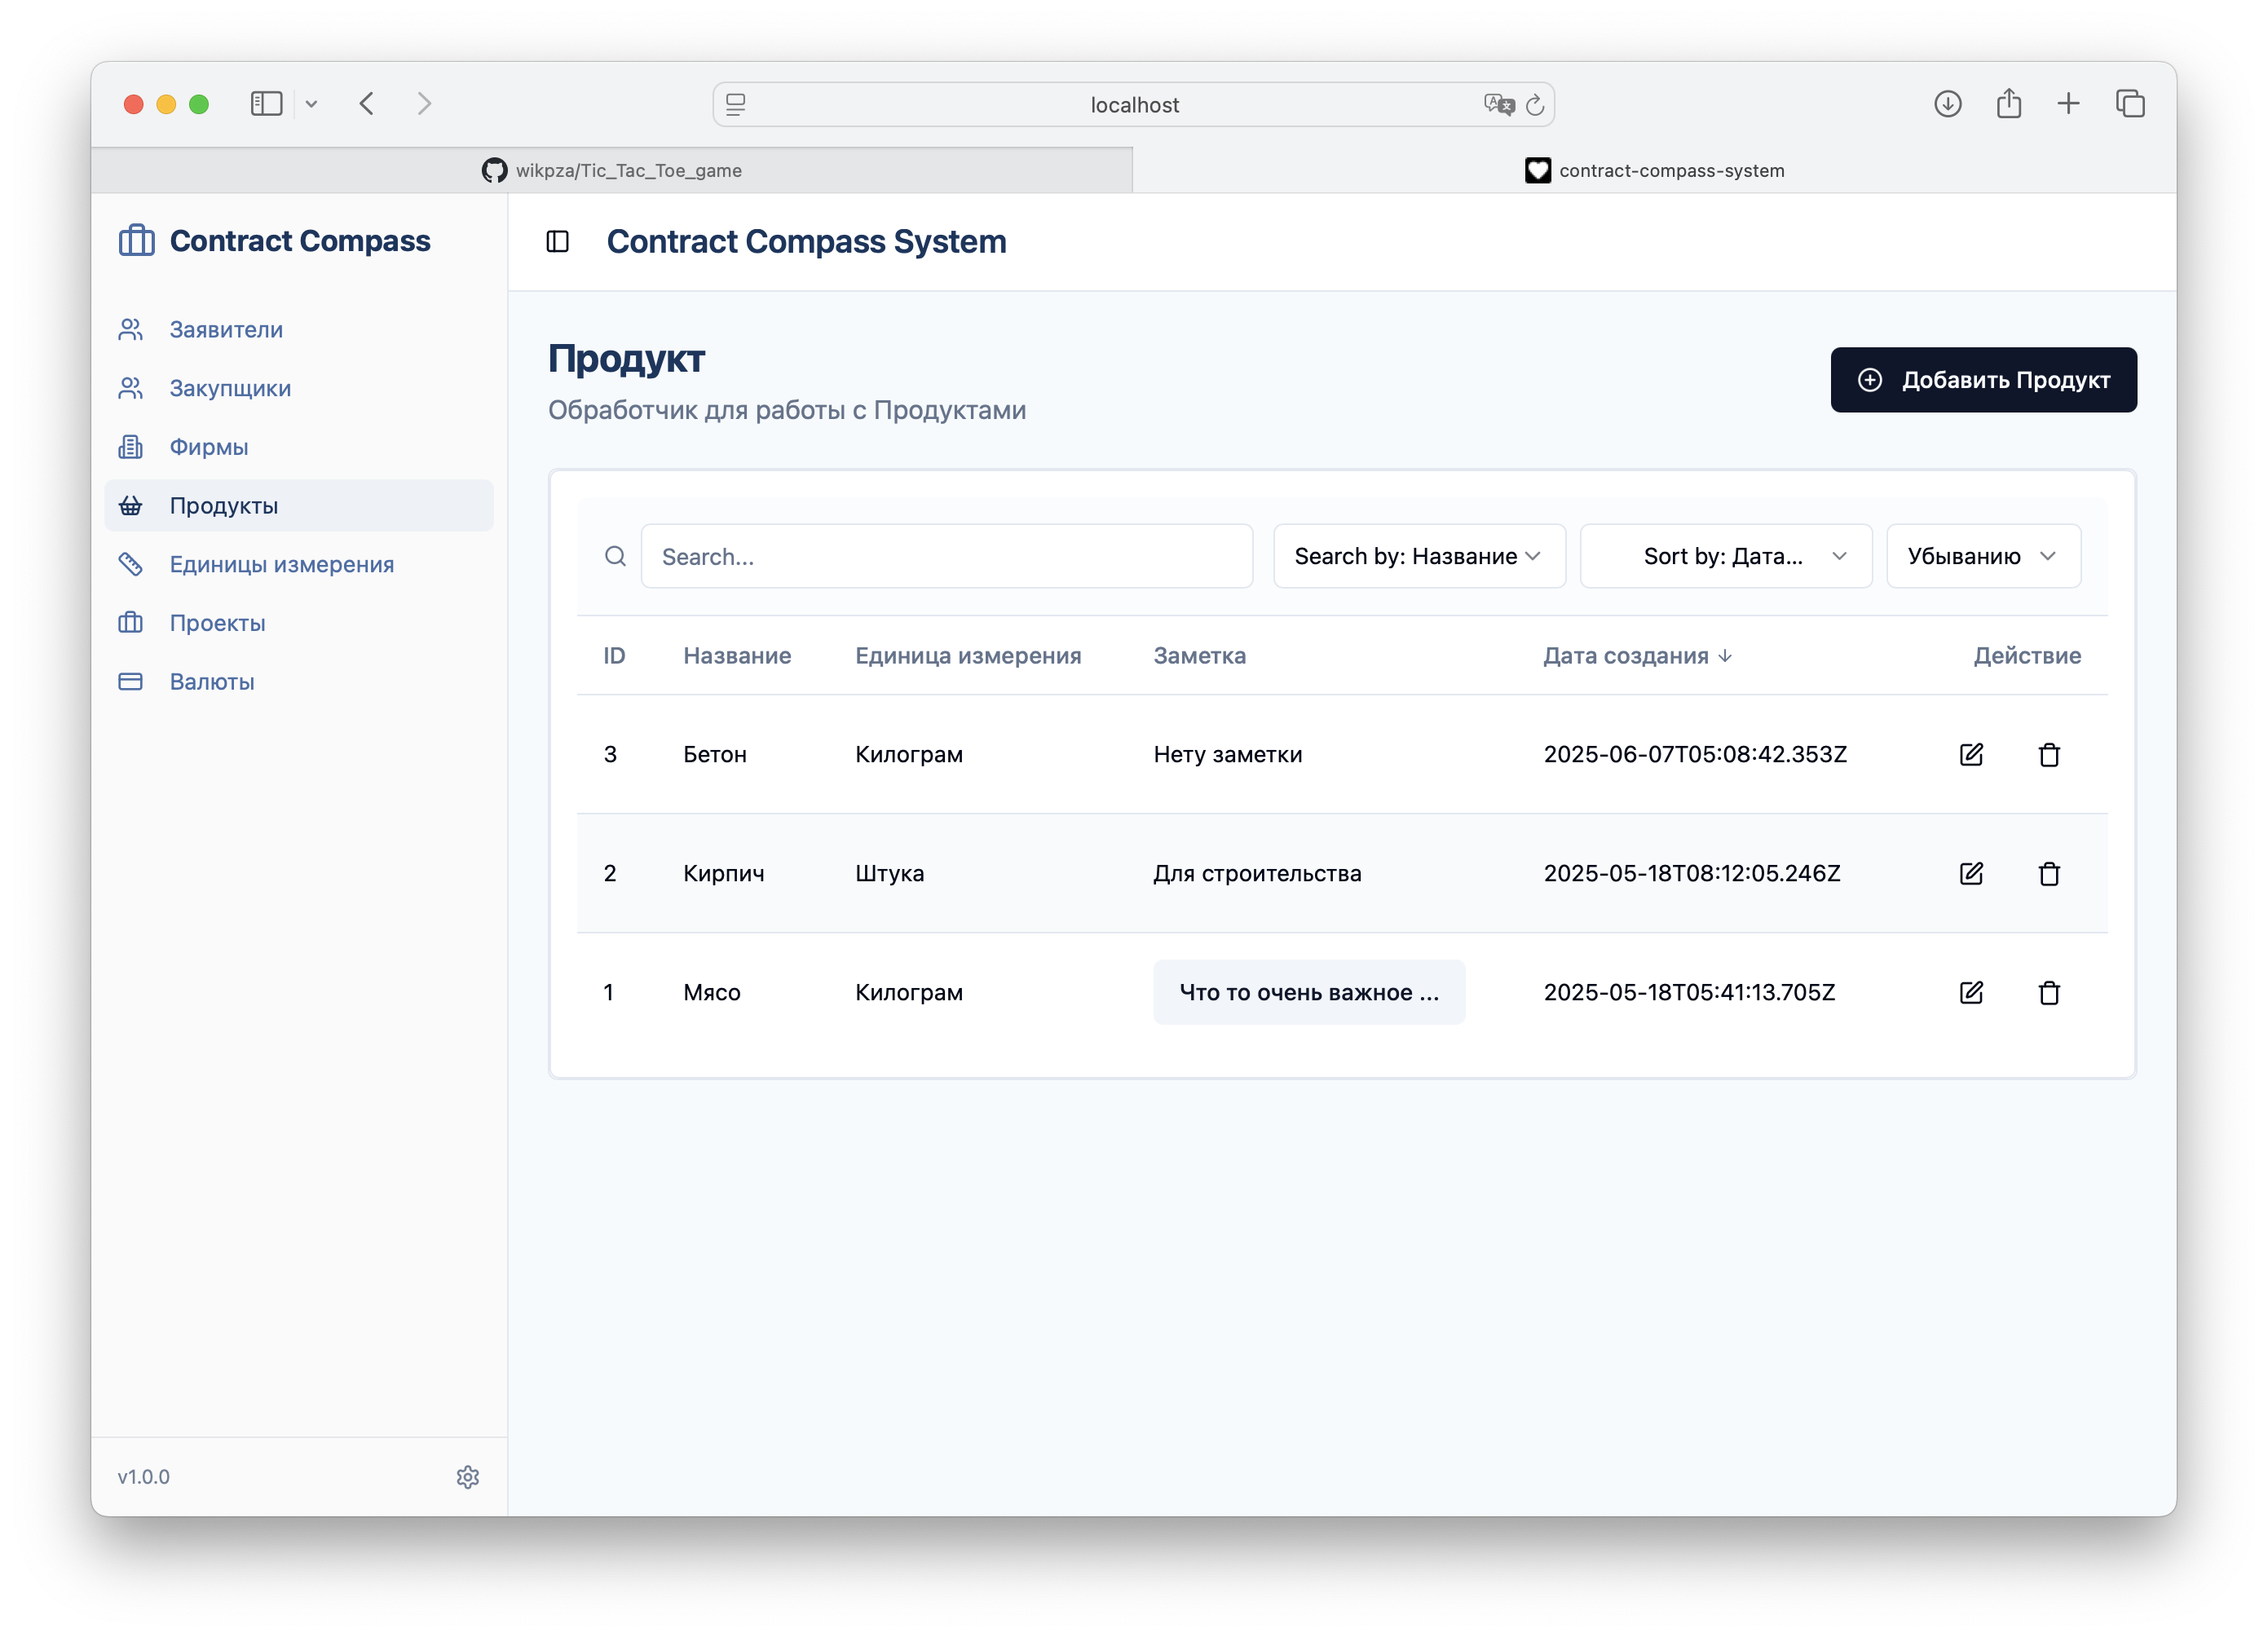 localhost
wikpza/Tic_Tac_Toe_game
contract-compass-system
Contract Compass
Contract Compass System
Заявители
Закупщики
Фирмы
Продукты
Единицы измерения
Проекты
Валюты
v1.0.0
Продукт
Обработчик для работы с Продуктами
Добавить Продукт
Search...
Search by: Название
Sort by: Дата...
Убыванию
ID Название Единица измерения Заметка Дата создания Действие
3 Бетон Килограм Нету заметки 2025-06-07T05:08:42.353Z
2 Кирпич Штука Для строительства 2025-05-18T08:12:05.246Z
1 Мясо Килограм Что то очень важное ... 2025-05-18T05:41:13.705Z